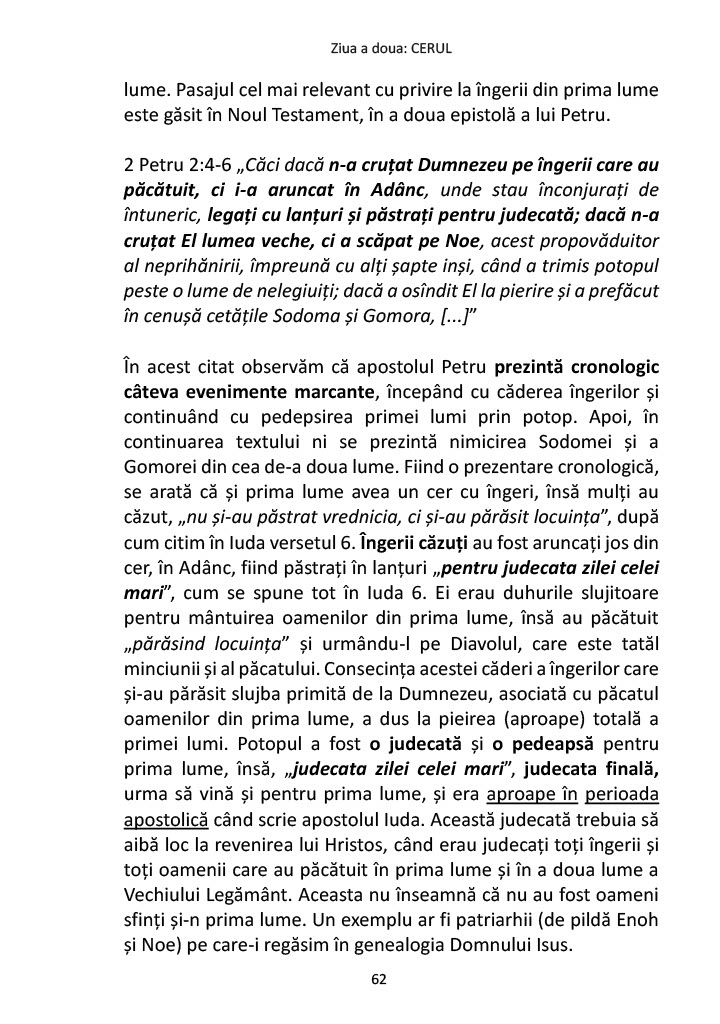 Ziua a doua: CERUL
lume. Pasajul cel mai relevant cu privire la îngerii din prima lume
este găsit în Noul Testament, în a doua epistolă a lui Petru.
2 Petru 2:4-6 „Căci dacă n-a cruțat Dumnezeu pe îngerii care au
păcătuit, ci i-a aruncat în Adânc, unde stau înconjurați de
întuneric, legați cu lanțuri și păstrați pentru judecată; dacă n-a
cruțat El lumea veche, ci a scăpat pe Noe, acest propovăduitor
al neprihănirii, împreună cu alți șapte inși, când a trimis potopul
peste o lume de nelegiuiți; dacă a osîndit El la pierire și a prefăcut
în cenușă cetățile Sodoma și Gomora, [...]”
În acest citat observăm că apostolul Petru prezintă cronologic
câteva evenimente marcante, începând cu căderea îngerilor și
continuând cu pedepsirea primei lumi prin potop. Apoi, în
continuarea textului ni se prezintă nimicirea Sodomei și a
Gomorei din cea de-a doua lume. Fiind o prezentare cronologică,
se arată că și prima lume avea un cer cu îngeri, însă mulți au
căzut, „nu și-au păstrat vrednicia, ci și-au părăsit locuința”, după
cum citim în Iuda versetul 6. Îngerii căzuți au fost aruncați jos din
cer, în Adânc, fiind păstrați în lanțuri „pentru judecata zilei celei
mari”, cum se spune tot în Iuda 6. Ei erau duhurile slujitoare
pentru mântuirea oamenilor din prima lume, însă au păcătuit
„părăsind locuința” și urmându-l pe Diavolul, care este tatăl
minciunii și al păcatului. Consecința acestei căderi a îngerilor care
și-au părăsit slujba primită de la Dumnezeu, asociată cu păcatul
oamenilor din prima lume, a dus la pieirea (aproape) totală a
primei lumi. Potopul a fost o judecată și o pedeapsă pentru
prima lume, însă, „judecata zilei celei mari”, judecata finală,
urma să vină și pentru prima lume, și era aproape în perioada
apostolică când scrie apostolul Iuda. Această judecată trebuia să
aibă loc la revenirea lui Hristos, când erau judecați toți îngerii și
toți oamenii care au păcătuit în prima lume și în a doua lume a
Vechiului Legământ. Aceasta nu înseamnă că nu au fost oameni
sfinți și-n prima lume. Un exemplu ar fi patriarhii (de pildă Enoh
și Noe) pe care-i regăsim în genealogia Domnului Isus.
62